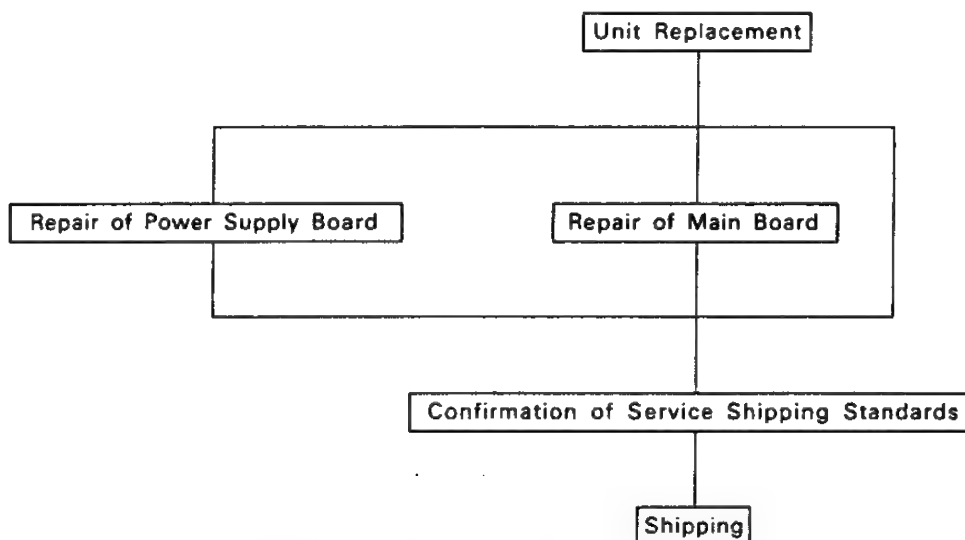 Unit Replacement
Repair of Power Supply Board
Repair of Main Board
Confirmation of Service Shipping Standards
Shipping